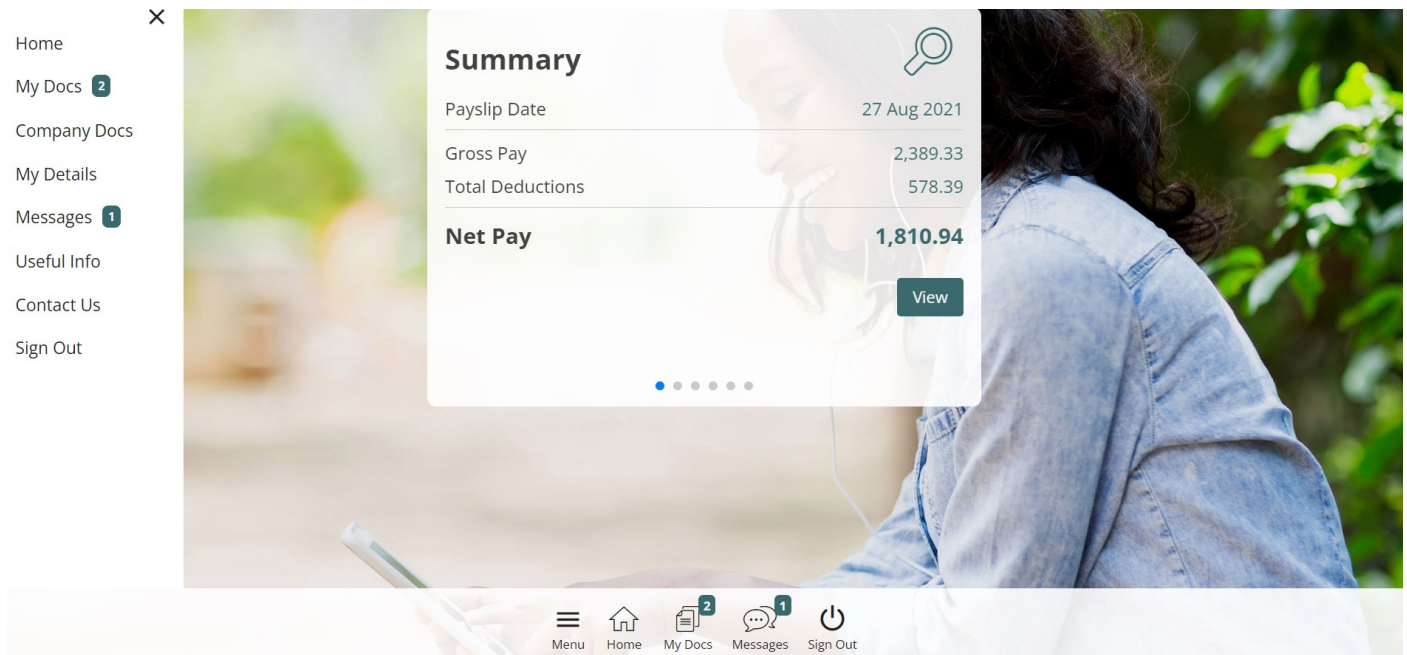 ×
Home
My Docs 2
Company Docs
My Details
Messages 1
Useful Info
Contact Us
Sign Out
Summary
Payslip Date 27 Aug 2021
Gross Pay 2,389.33
Total Deductions 578.39
Net Pay 1,810.94
View
2 1
Menu Home My Docs Messages Sign Out